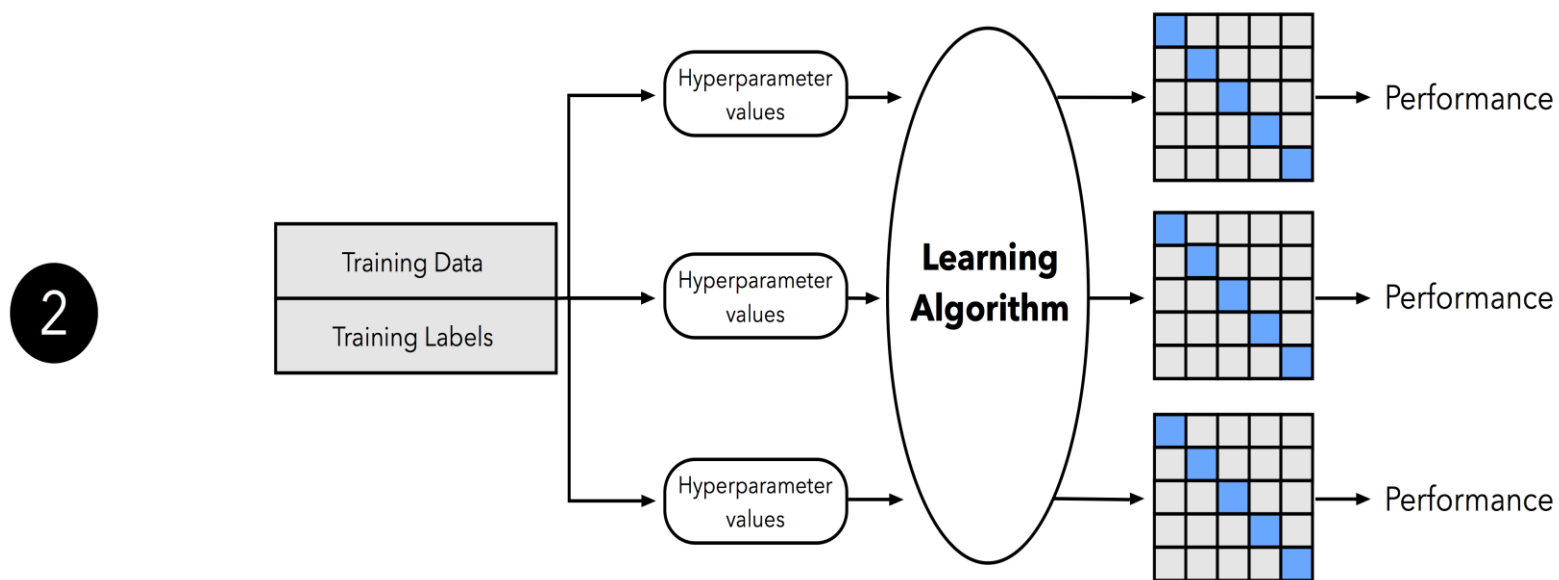 2
Training Data
Training Labels
Hyperparameter
values
Hyperparameter
values
Hyperparameter
values
Learning
Algorithm
Performance
Performance
Performance